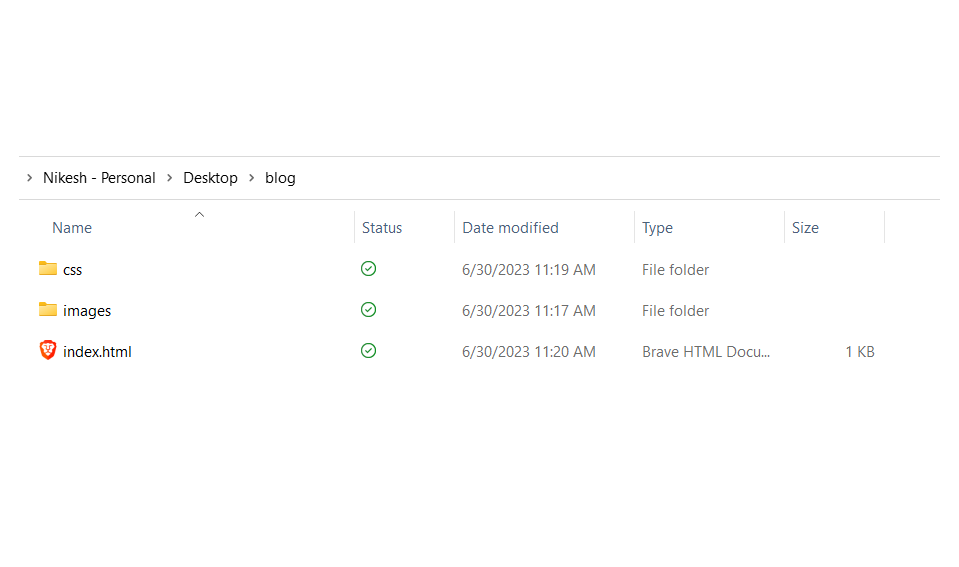 Nikesh - Personal > Desktop > blog
Name Status Date modified Type Size
css 6/30/2023 11:19 AM File folder
images 6/30/2023 11:17 AM File folder
index.html 6/30/2023 11:20 AM Brave HTML Docu... 1 KB